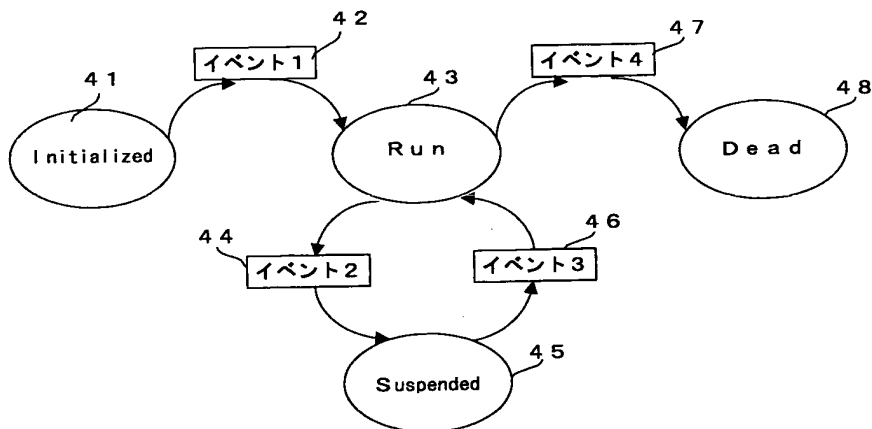 42
イベント1
41
Initialized
43
Run
47
イベント4
48
Dead
44
イベント2
46
イベント3
45
Suspended